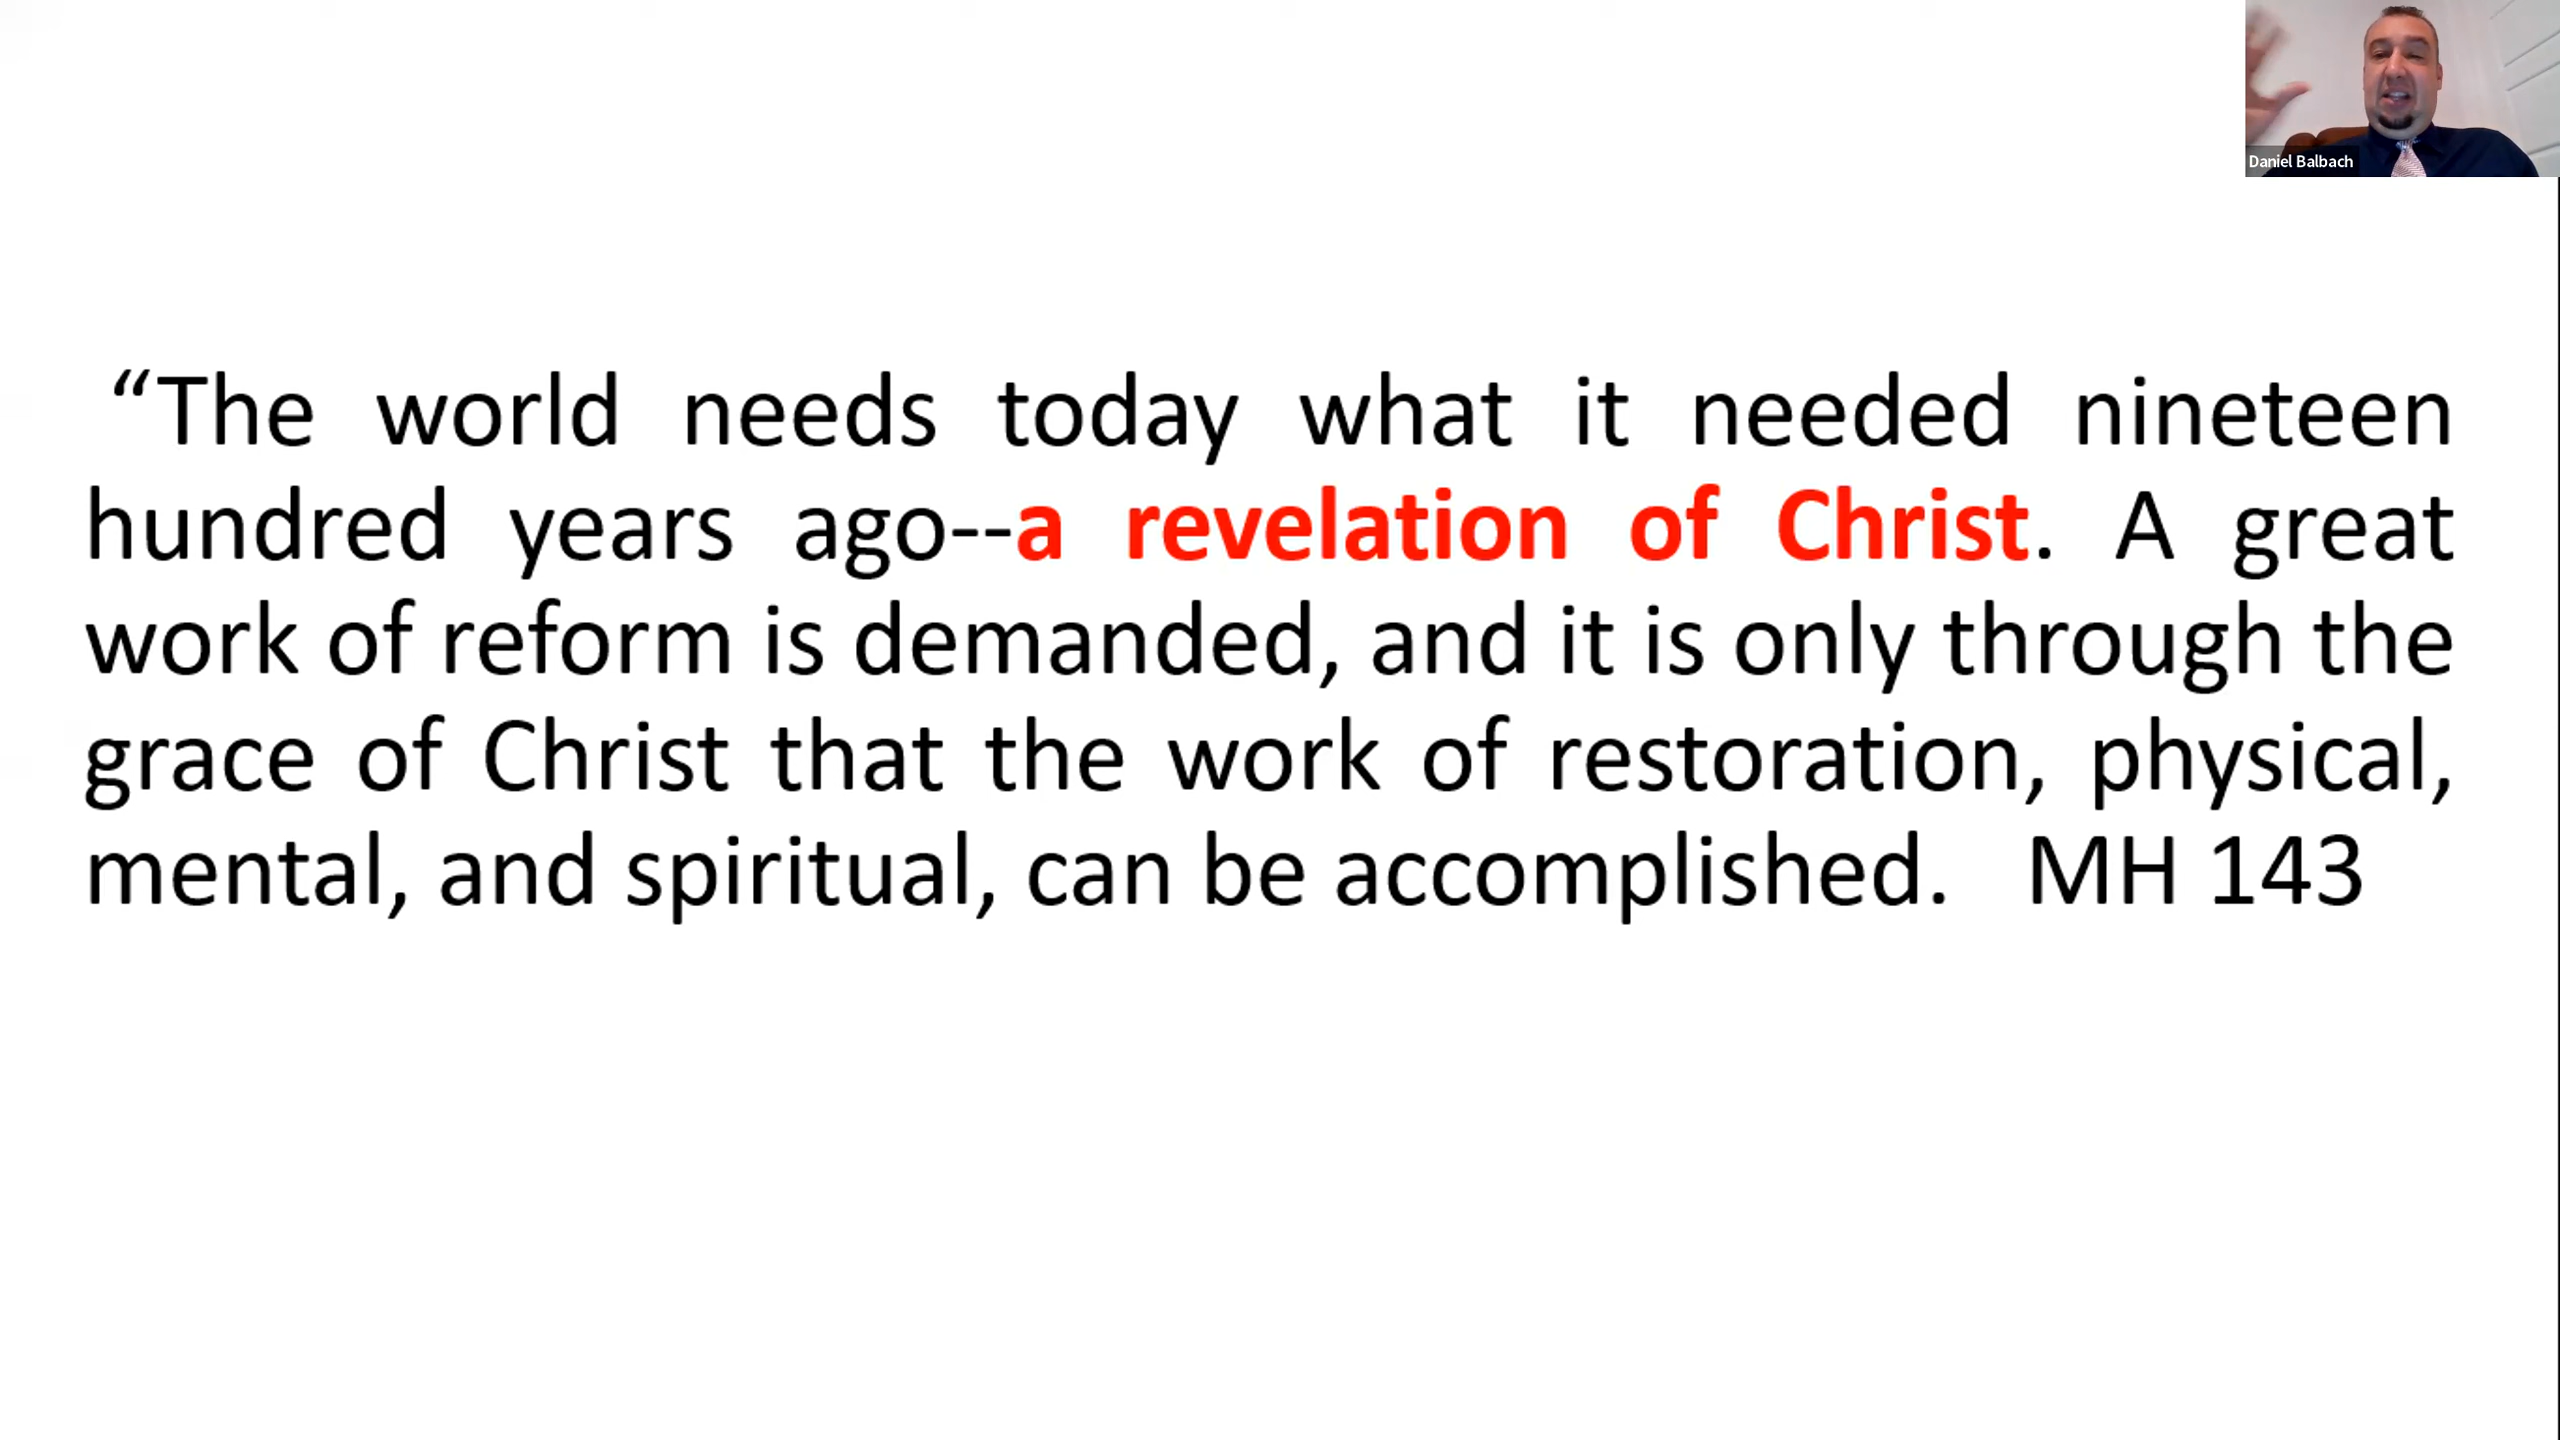 Daniel Balbach
“The world needs today what it needed nineteen
hundred years ago--a revelation of Christ. A great
work of reform is demanded, and it is only through the
grace of Christ that the work of restoration, physical,
mental, and spiritual, can be accomplished.   MH 143